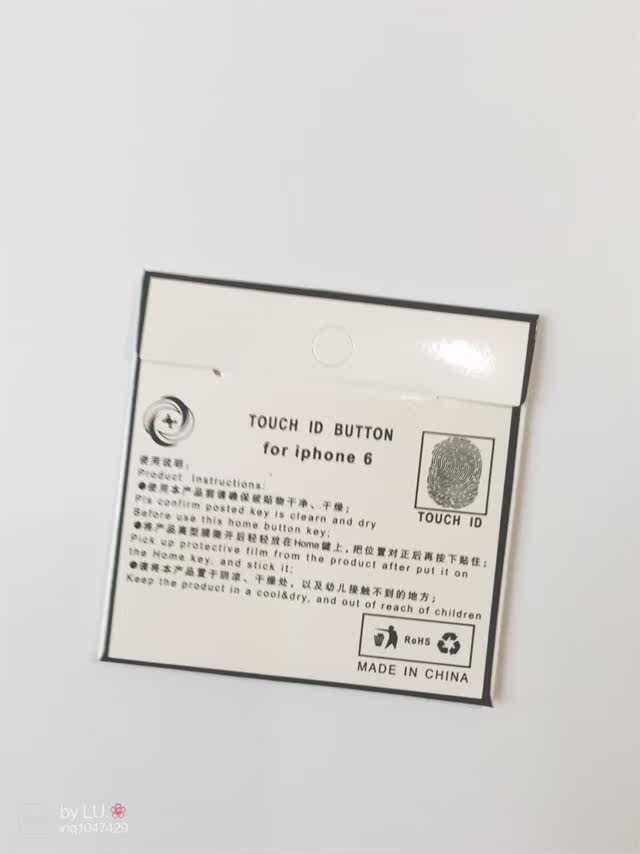 TOUCH ID BUTTON
for iphone 6
TOUCH ID
使用说明:
Product Instructions:
●使用本产品前请确保被贴物干净、干燥;
Pls confirm posted key is clearn and dry
Before use this home button key;
●将产品离型膜撕开后轻轻放在Home键上,把位置对正后再按下贴住;
Pick up protective film from the product after put it on
the Home key, and stick it;
●请将本产品置于阴凉、干燥处,以及幼儿接触不到的地方;
Keep the product in a cool&dry, and out of reach of children
RoHS
MADE IN CHINA
by LU.🌸
inq1047429